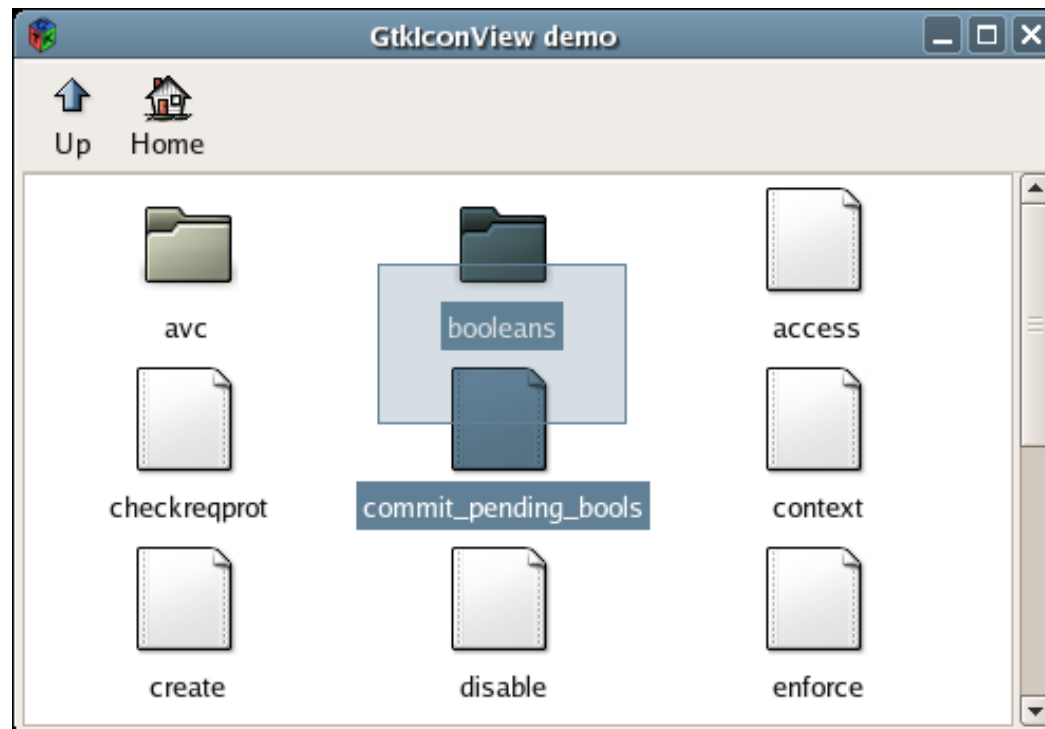 GtkIconView demo
Up Home
avc booleans access
checkreqprot commit_pending_bools context
create disable enforce